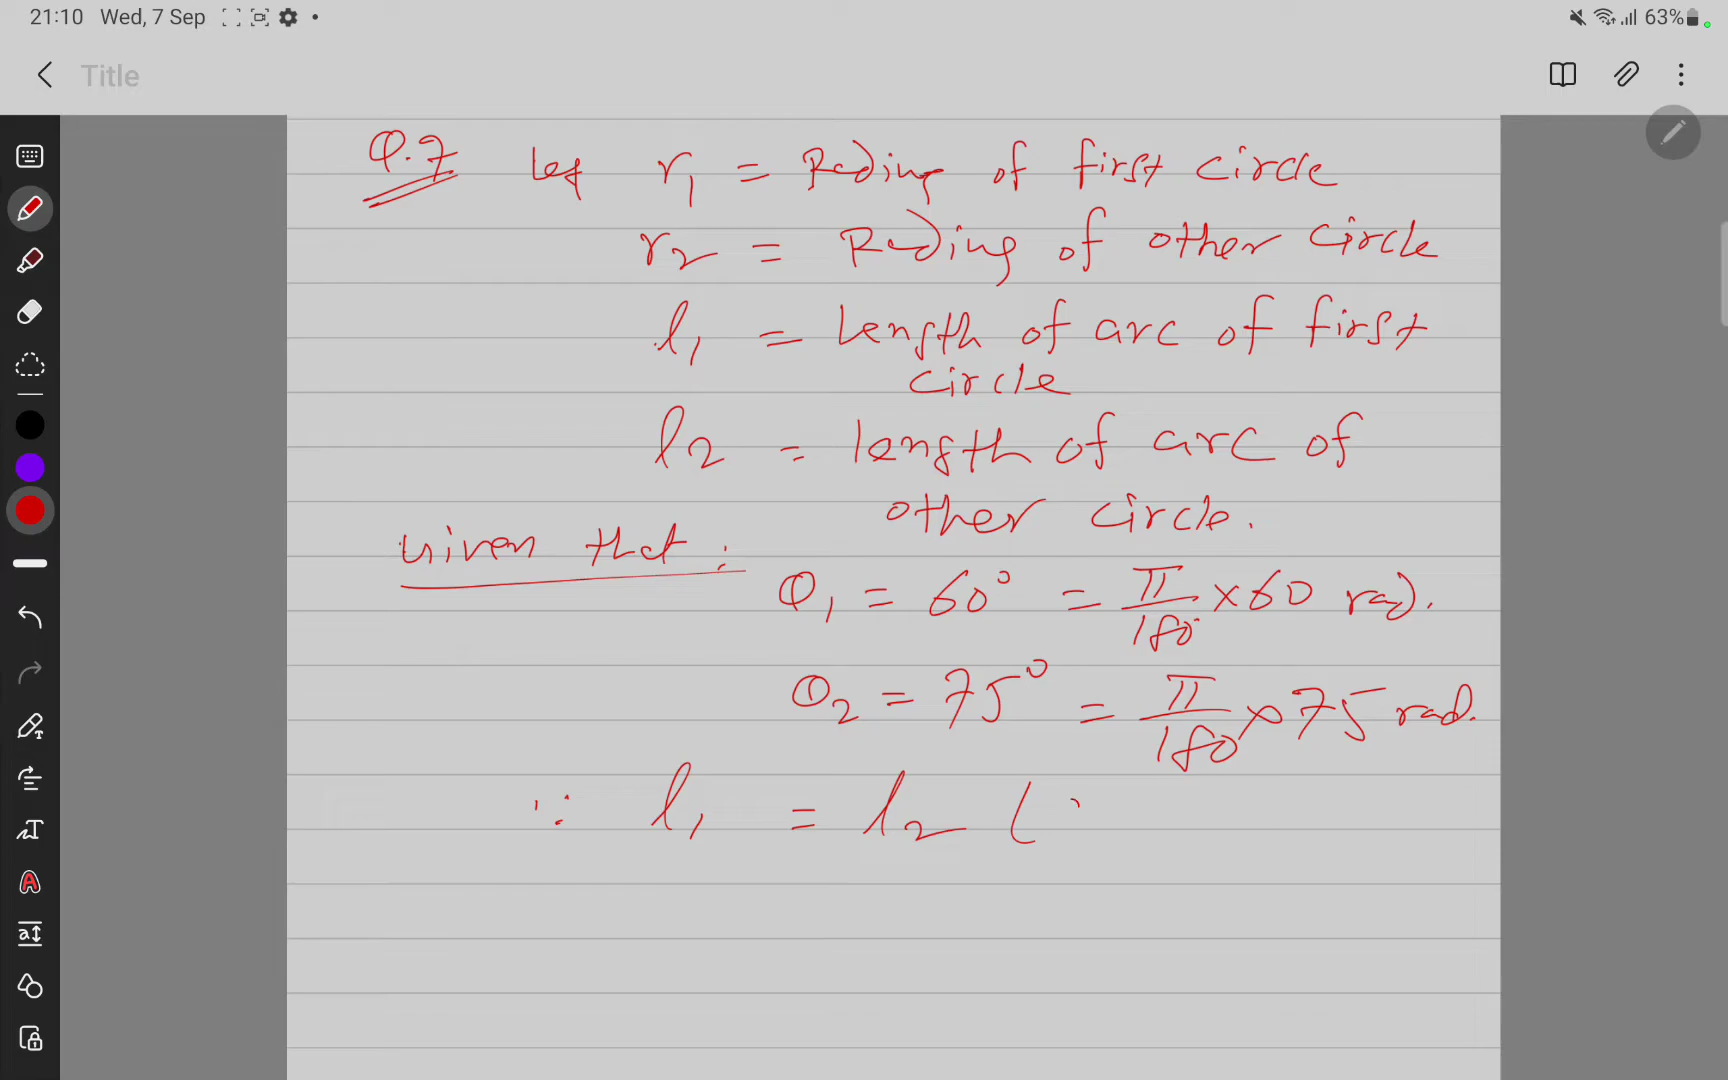 21:10 Wed, 7 Sep
63%
Title
Q.7 let r₁ = Radius of first circle
r₂ = Radius of other circle
l₁ = length of arc of first
circle
l₂ = length of arc of
other circle.
Given that :
θ₁ = 60° = π/180 × 60 rad.
θ₂ = 75° = π/180 × 75 rad.
∵ l₁ = l₂ (